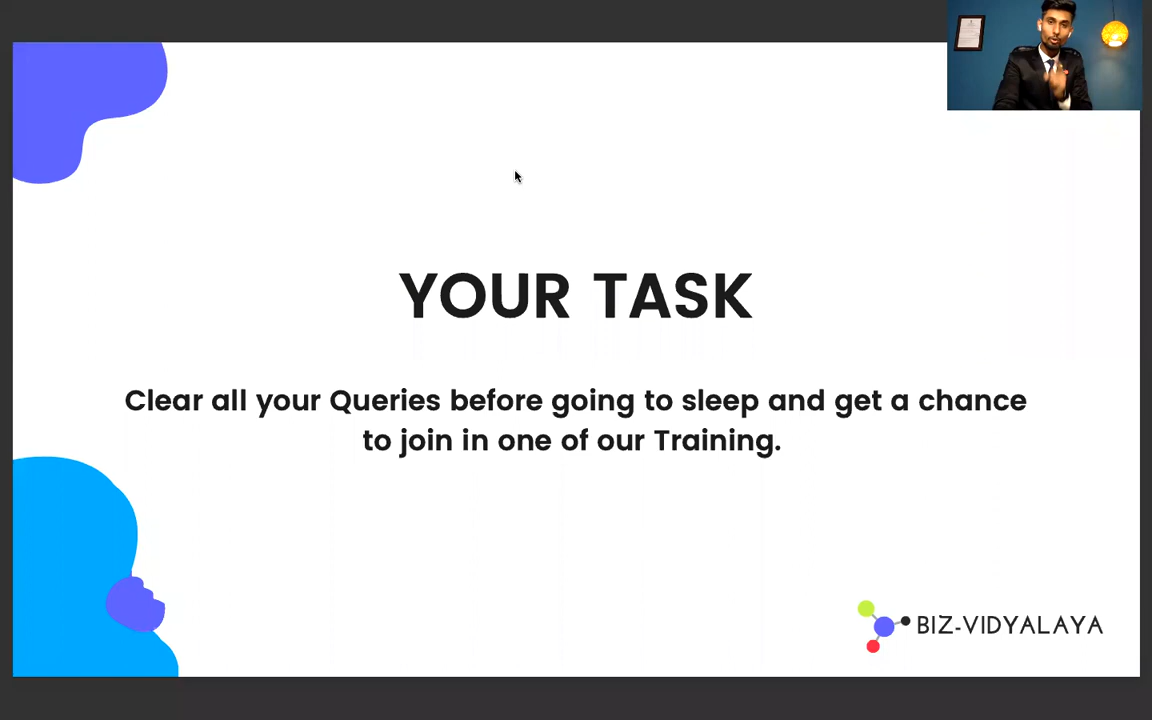 YOUR TASK
Clear all your Queries before going to sleep and get a chance
to join in one of our Training.
BIZ-VIDYALAYA